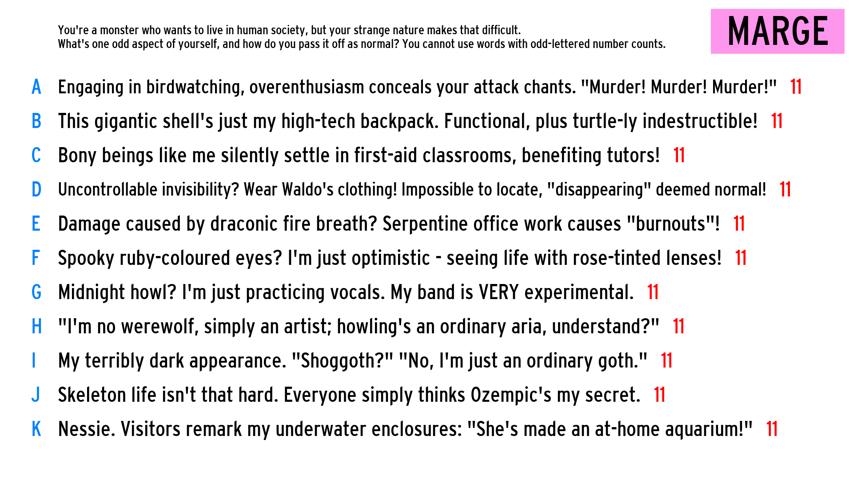 You're a monster who wants to live in human society, but your strange nature makes that difficult.
What's one odd aspect of yourself, and how do you pass it off as normal? You cannot use words with odd-lettered number counts.
MARGE
A Engaging in birdwatching, overenthusiasm conceals your attack chants. "Murder! Murder! Murder!" 11
B This gigantic shell's just my high-tech backpack. Functional, plus turtle-ly indestructible! 11
C Bony beings like me silently settle in first-aid classrooms, benefiting tutors! 11
D Uncontrollable invisibility? Wear Waldo's clothing! Impossible to locate, "disappearing" deemed normal! 11
E Damage caused by draconic fire breath? Serpentine office work causes "burnouts"! 11
F Spooky ruby-coloured eyes? I'm just optimistic - seeing life with rose-tinted lenses! 11
G Midnight howl? I'm just practicing vocals. My band is VERY experimental. 11
H "I'm no werewolf, simply an artist; howling's an ordinary aria, understand?" 11
I My terribly dark appearance. "Shoggoth?" "No, I'm just an ordinary goth." 11
J Skeleton life isn't that hard. Everyone simply thinks Ozempic's my secret. 11
K Nessie. Visitors remark my underwater enclosures: "She's made an at-home aquarium!" 11